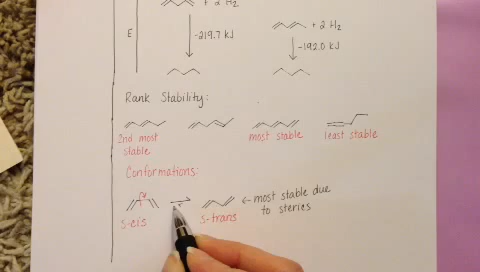 + 2 H₂
E
-219.7 kJ
+ 2 H₂
-192.0 kJ
Rank Stability:
2nd most
stable
most stable
least stable
Conformations:
s-cis
s-trans
← most stable due
to sterics